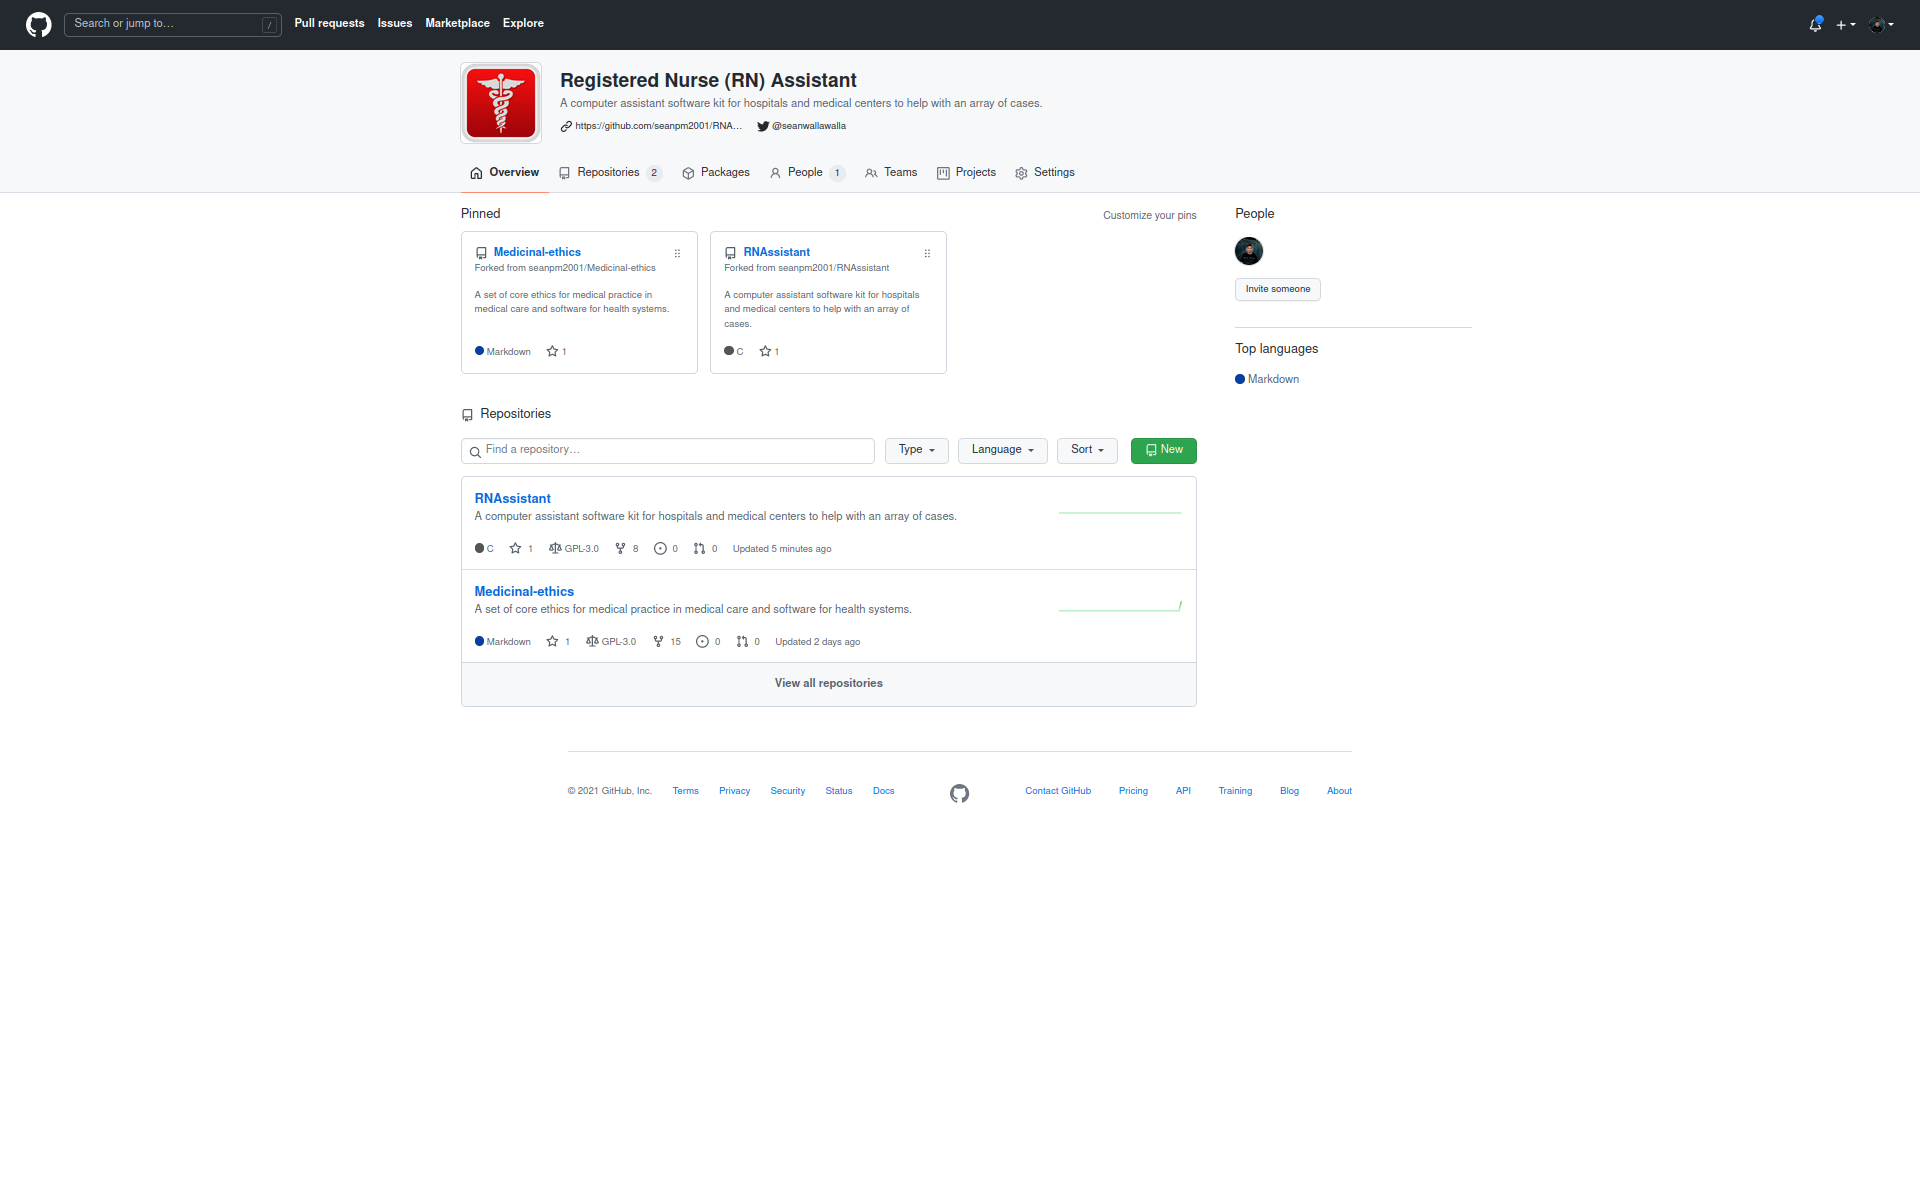 Search or jump to… /
Pull requests Issues Marketplace Explore
Registered Nurse (RN) Assistant
A computer assistant software kit for hospitals and medical centers to help with an array of cases.
https://github.com/seanpm2001/RNA… @seanwallawalla
Overview Repositories 2 Packages People 1 Teams Projects Settings
Pinned
Customize your pins
Medicinal-ethics
Forked from seanpm2001/Medicinal-ethics
A set of core ethics for medical practice in
medical care and software for health systems.
Markdown 1
RNAssistant
Forked from seanpm2001/RNAssistant
A computer assistant software kit for hospitals
and medical centers to help with an array of
cases.
C 1
People
Invite someone
Top languages
Markdown
Repositories
Find a repository…
Type Language Sort New
RNAssistant
A computer assistant software kit for hospitals and medical centers to help with an array of cases.
C 1 GPL-3.0 8 0 0 Updated 5 minutes ago
Medicinal-ethics
A set of core ethics for medical practice in medical care and software for health systems.
Markdown 1 GPL-3.0 15 0 0 Updated 2 days ago
View all repositories
© 2021 GitHub, Inc. Terms Privacy Security Status Docs Contact GitHub Pricing API Training Blog About